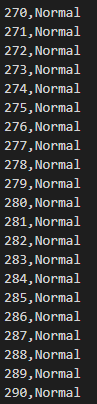 270,Normal
271,Normal
272,Normal
273,Normal
274,Normal
275,Normal
276,Normal
277,Normal
278,Normal
279,Normal
280,Normal
281,Normal
282,Normal
283,Normal
284,Normal
285,Normal
286,Normal
287,Normal
288,Normal
289,Normal
290,Normal